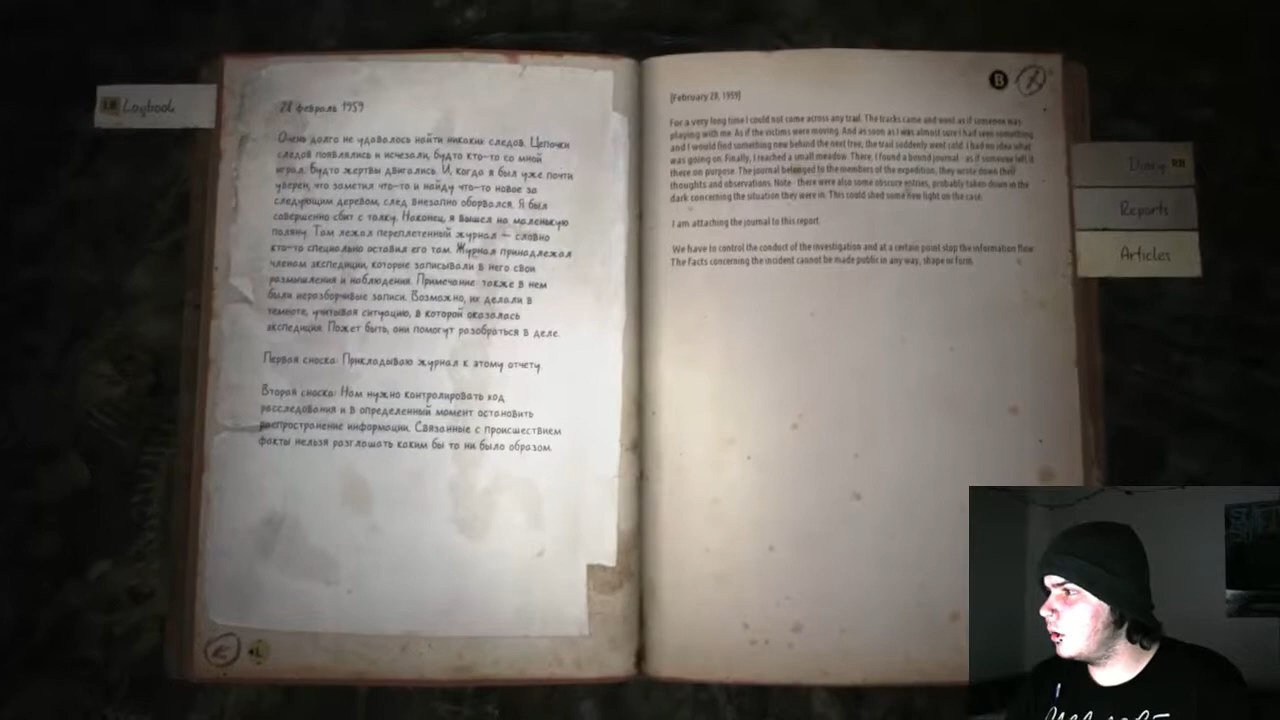 LB Logbook
28 февраль 1959
Очень долго не удавалось найти никаких следов. Цепочки
следов появлялись и исчезали, будто кто-то со мной
играл. Будто жертвы двигались. И, когда я был уже почти
уверен, что заметил что-то и найду что-то новое за
следующим деревом, след внезапно оборвался. Я был
совершенно сбит с толку. Наконец, я вышел на маленькую
поляну. Там лежал переплетенный журнал — словно
кто-то специально оставил его там. Журнал принадлежал
членам экспедиции, которые записывали в него свои
размышления и наблюдения. Примечание: также в нем
были неразборчивые записи. Возможно, их делали в
темноте, учитывая ситуацию, в которой оказалась
экспедиция. Может быть, они помогут разобраться в деле.
Первая сноска: Прикладываю журнал к этому отчету.
Вторая сноска: Нам нужно контролировать ход
расследования и в определенный момент остановить
распространение информации. Связанные с происшествием
факты нельзя разглашать каким бы то ни было образом.
L
B
[February 28, 1959]
For a very long time I could not come across any trail. The tracks came and went as if someone was
playing with me. As if the victims were moving. And as soon as I was almost sure I had seen something
and I would find something new behind the next tree, the trail suddenly went cold. I had no idea what
was going on. Finally, I reached a small meadow. There, I found a bound journal - as if someone left it
there on purpose. The journal belonged to the members of the expedition, they wrote down their
thoughts and observations. Note - there were also some obscure entries, probably taken down in the
dark concerning the situation they were in. This could shed some new light on the case.
I am attaching the journal to this report.
We have to control the conduct of the investigation and at a certain point stop the information flow.
The facts concerning the incident cannot be made public in any way, shape or form.
Diary RB
Reports
Articles